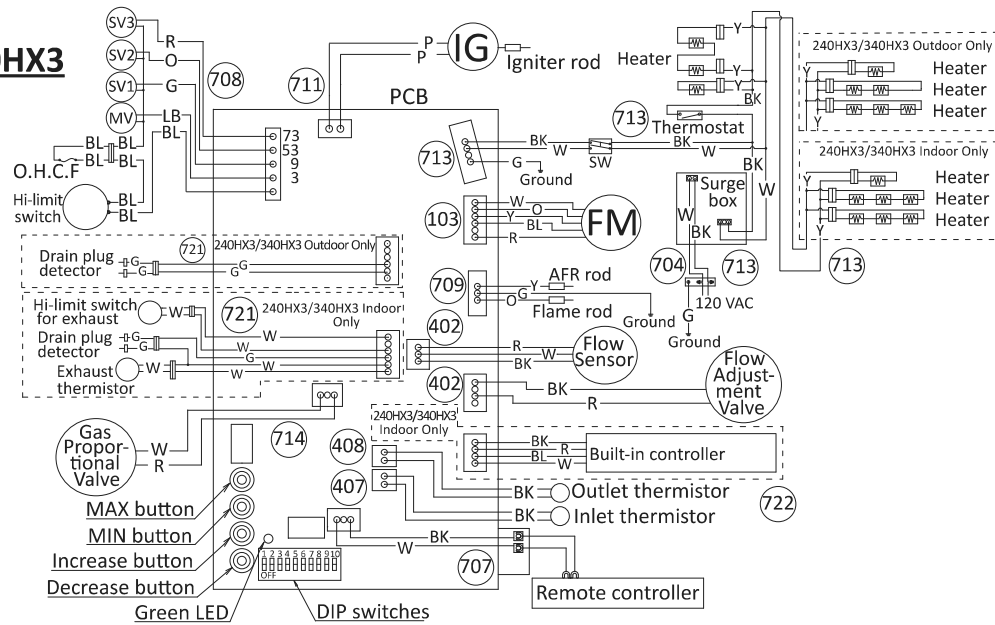 HX3
SV3
SV2
SV1
MV
R
O
G
LB
BL
708
BL
BL
BL
BL
O.H.C.F
Hi-limit
switch
BL
BL
73
53
9
3
711
PCB
P
P
IG
Igniter rod
Heater
Y
Y
Y
BK
713
Thermostat
BK
W
SW
BK
W
G
Ground
713
BK
W
240HX3/340HX3 Outdoor Only
Y
Heater
Heater
Heater
Y
240HX3/340HX3 Indoor Only
Y
Heater
Heater
Heater
Y
713
Surge
box
W
BK
704
713
120 VAC
G
Ground
103
W
O
Y
BL
R
FM
721
240HX3/340HX3 Outdoor Only
Drain plug
detector
G
G
G
G
709
Y
G
O
AFR rod
Flame rod
Ground
Hi-limit switch
for exhaust
W
721
240HX3/340HX3 Indoor
Only
Drain plug
detector
G
G
Exhaust
thermistor
W
W
W
G
W
W
402
R
W
BK
Flow
Sensor
402
BK
R
Flow
Adjust-
ment
Valve
Gas
Propor-
tional
Valve
W
R
714
240HX3/340HX3
Indoor Only
BK
R
BL
W
Built-in controller
722
408
407
BK
Outlet thermistor
BK
Inlet thermistor
MAX button
MIN button
Increase button
Decrease button
Green LED
1 2 3 4 5 6 7 8 9 10
OFF
DIP switches
BK
W
707
Remote controller